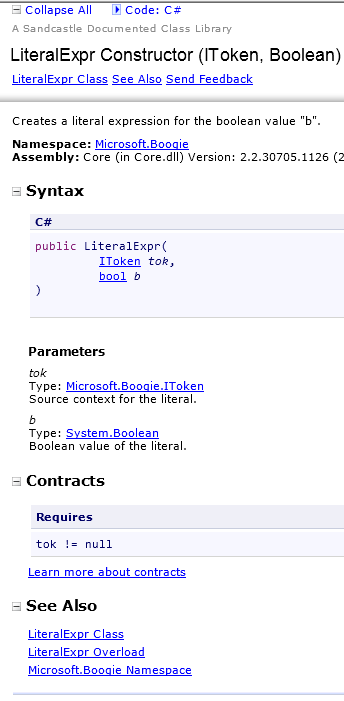 Collapse All Code: C#
A Sandcastle Documented Class Library
LiteralExpr Constructor (IToken, Boolean)
LiteralExpr Class See Also Send Feedback
Creates a literal expression for the boolean value "b".
Namespace: Microsoft.Boogie
Assembly: Core (in Core.dll) Version: 2.2.30705.1126 (2
Syntax
C#
public LiteralExpr(
IToken tok,
bool b
)
Parameters
tok
Type: Microsoft.Boogie.IToken
Source context for the literal.
b
Type: System.Boolean
Boolean value of the literal.
Contracts
Requires
tok != null
Learn more about contracts
See Also
LiteralExpr Class
LiteralExpr Overload
Microsoft.Boogie Namespace